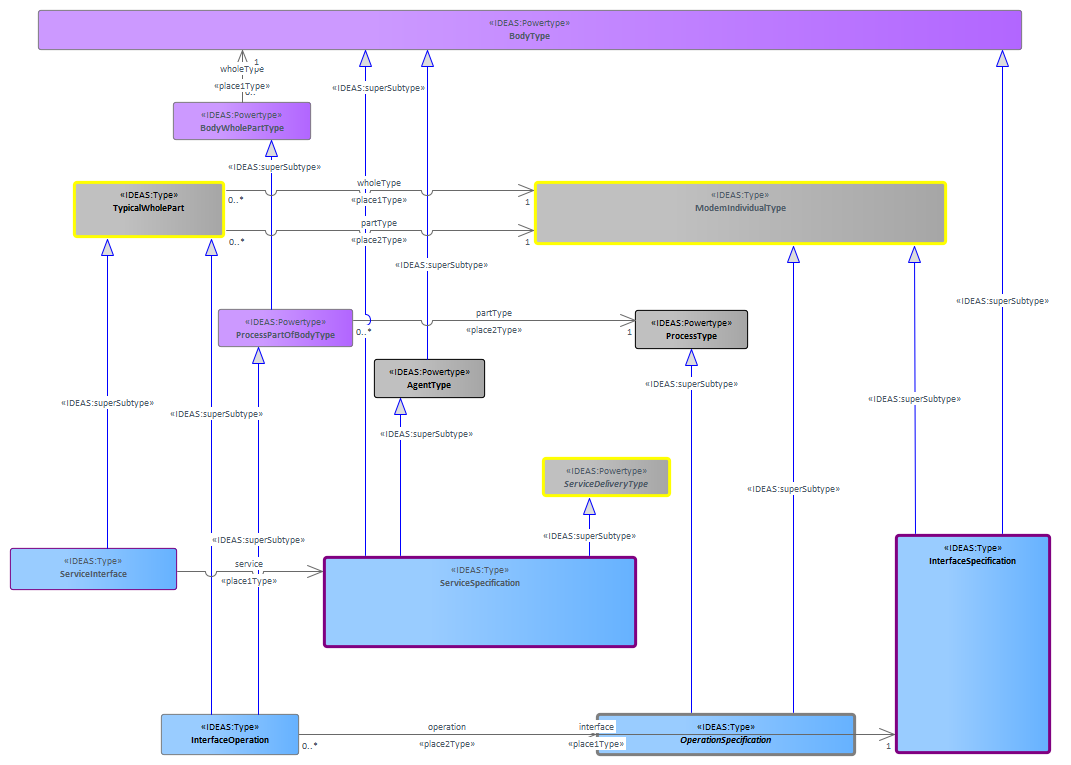 «IDEAS:Powertype»
BodyType
1
wholeType
«place1Type»
0..*
«IDEAS:superSubtype»
«IDEAS:Powertype»
BodyWholePartType
«IDEAS:superSubtype»
«IDEAS:Type»
TypicalWholePart
0..*
wholeType
«place1Type»
1
«IDEAS:Type»
ModemIndividualType
0..*
partType
«place2Type»
1
«IDEAS:superSubtype»
«IDEAS:superSubtype»
«IDEAS:Powertype»
ProcessPartOfBodyType
0..*
partType
«place2Type»
1
«IDEAS:Powertype»
ProcessType
«IDEAS:Powertype»
AgentType
«IDEAS:superSubtype»
«IDEAS:superSubtype»
«IDEAS:superSubtype»
«IDEAS:superSubtype»
«IDEAS:superSubtype»
«IDEAS:Powertype»
ServiceDeliveryType
«IDEAS:superSubtype»
«IDEAS:superSubtype»
«IDEAS:superSubtype»
«IDEAS:Type»
ServiceInterface
service
«place1Type»
«IDEAS:Type»
ServiceSpecification
«IDEAS:Type»
InterfaceSpecification
«IDEAS:Type»
InterfaceOperation
0..*
operation
«place2Type»
interface
«place1Type»
«IDEAS:Type»
OperationSpecification
1